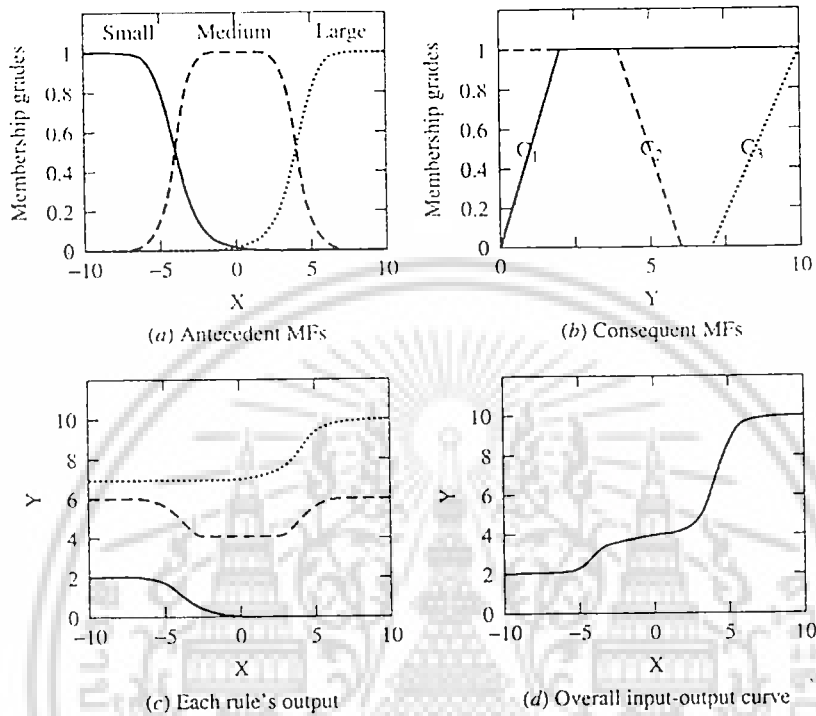 Small Medium Large
Membership grades
1
0.8
0.6
0.4
0.2
0
−10 −5 0 5 10
X
(a) Antecedent MFs
Membership grades
1
0.8
0.6
0.4
0.2
0
C1 C2 C3
0 5 10
Y
(b) Consequent MFs
Y
10
8
6
4
2
0
−10 −5 0 5 10
X
(c) Each rule's output
Y
10
8
6
4
2
0
−10 −5 0 5 10
X
(d) Overall input-output curve